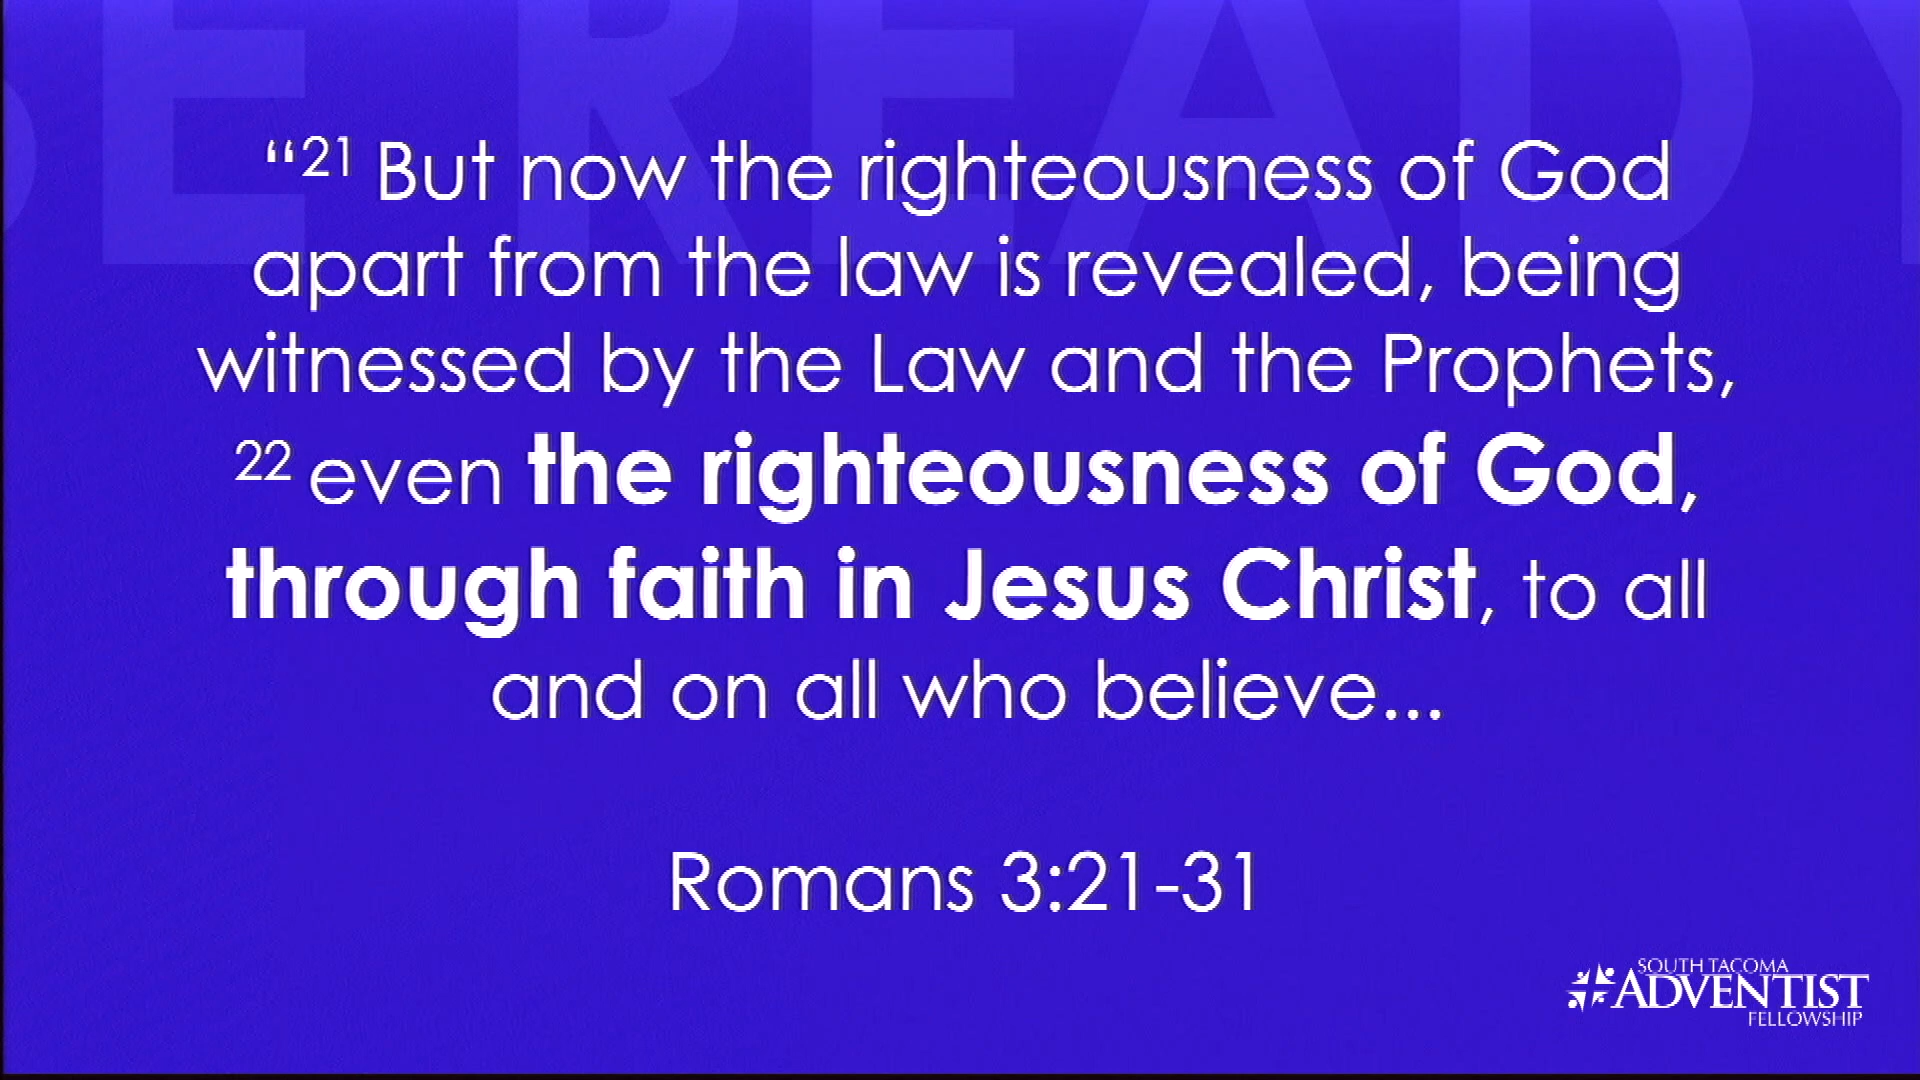 BE READY
“21 But now the righteousness of God
apart from the law is revealed, being
witnessed by the Law and the Prophets,
22 even the righteousness of God,
through faith in Jesus Christ, to all
and on all who believe...
Romans 3:21-31
SOUTH TACOMA
ADVENTIST
FELLOWSHIP